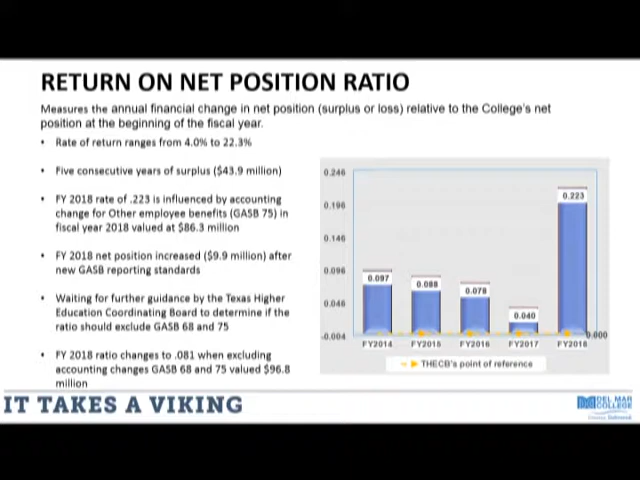 RETURN ON NET POSITION RATIO
Measures the annual financial change in net position (surplus or loss) relative to the College's net
position at the beginning of the fiscal year.
• Rate of return ranges from 4.0% to 22.3%
• Five consecutive years of surplus ($43.9 million)
• FY 2018 rate of .223 is influenced by accounting
change for Other employee benefits (GASB 75) in
fiscal year 2018 valued at $86.3 million
• FY 2018 net position increased ($9.9 million) after
new GASB reporting standards
• Waiting for further guidance by the Texas Higher
Education Coordinating Board to determine if the
ratio should exclude GASB 68 and 75
• FY 2018 ratio changes to .081 when excluding
accounting changes GASB 68 and 75 valued $96.8
million
0.246
0.196
0.146
0.096
0.046
-0.004
0.097
0.088
0.078
0.040
0.223
0.000
FY2014 FY2015 FY2016 FY2017 FY2018
THECB's point of reference
IT TAKES A VIKING
DEL MAR
COLLEGE